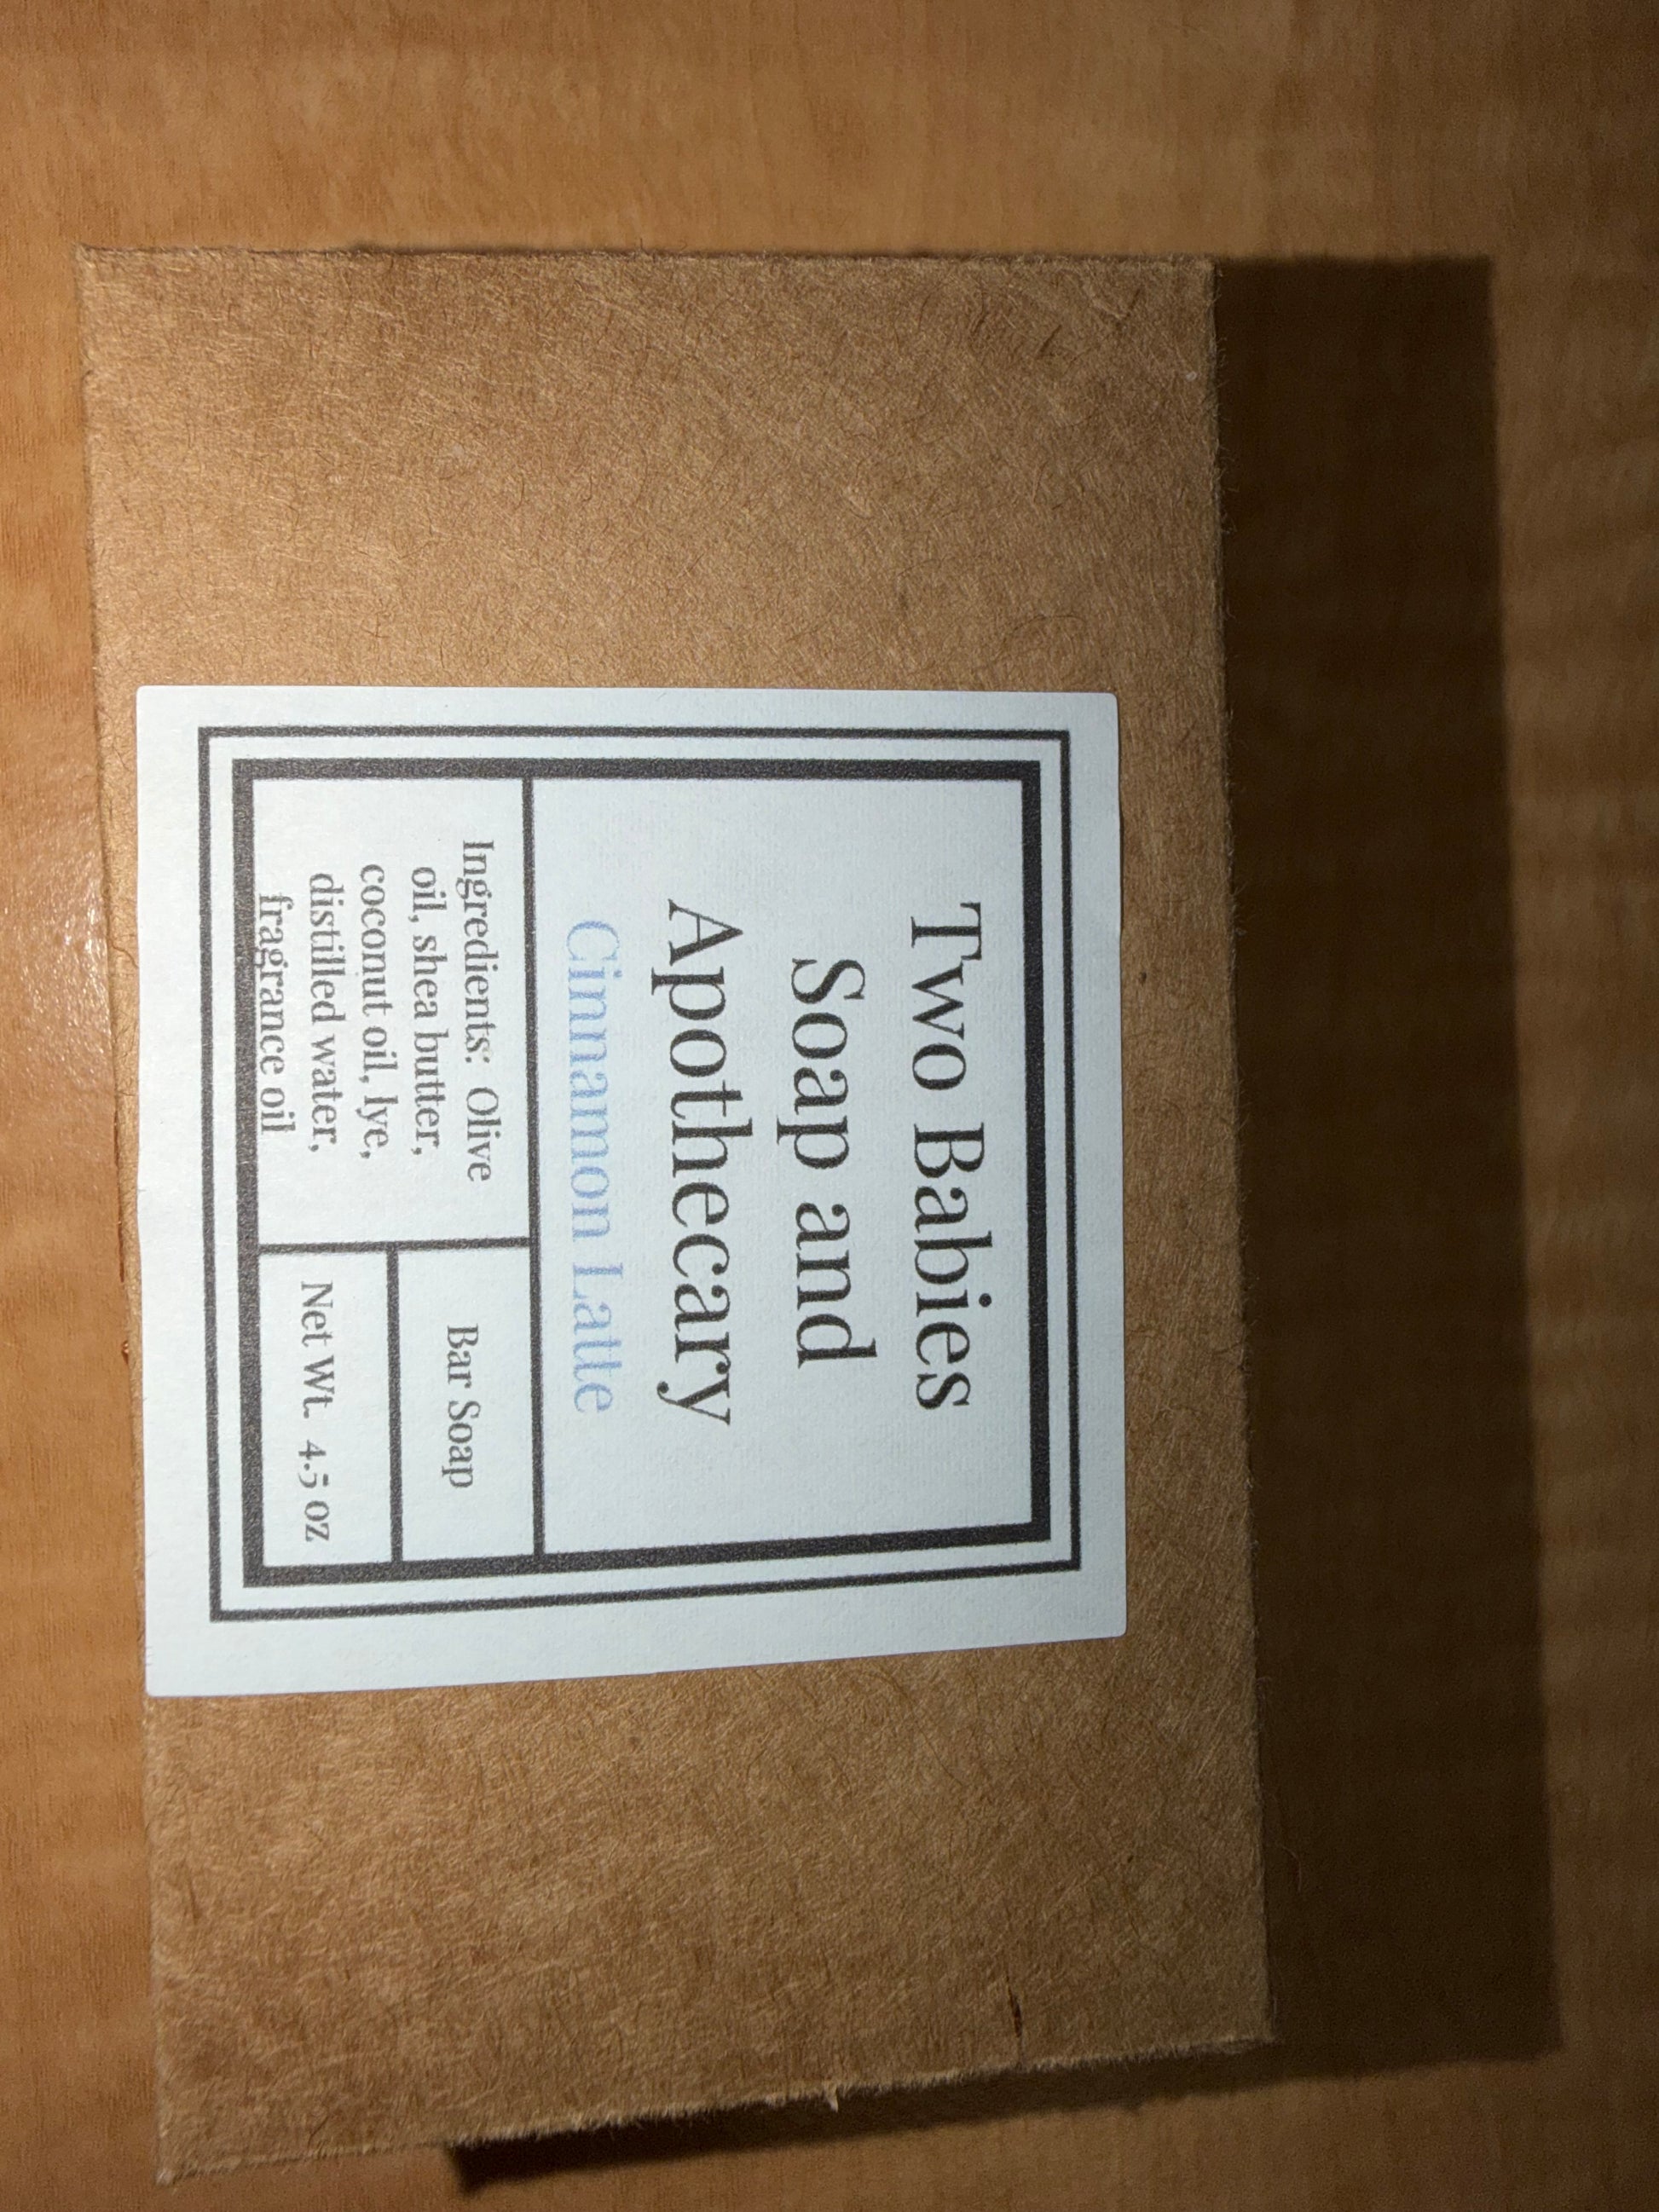 Two Babies
Soap and
Apothecary
Cinnamon Latte
Ingredients: Olive
oil, shea butter,
coconut oil, lye,
distilled water,
fragrance oil
Bar Soap
Net Wt. 4.5 oz